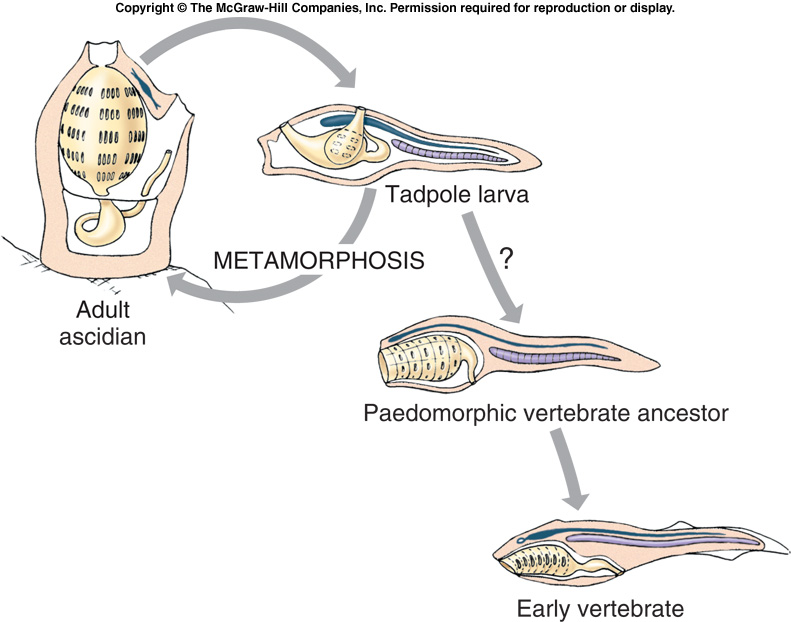 Copyright © The McGraw-Hill Companies, Inc. Permission required for reproduction or display.
Tadpole larva
METAMORPHOSIS
?
Adult
ascidian
Paedomorphic vertebrate ancestor
Early vertebrate